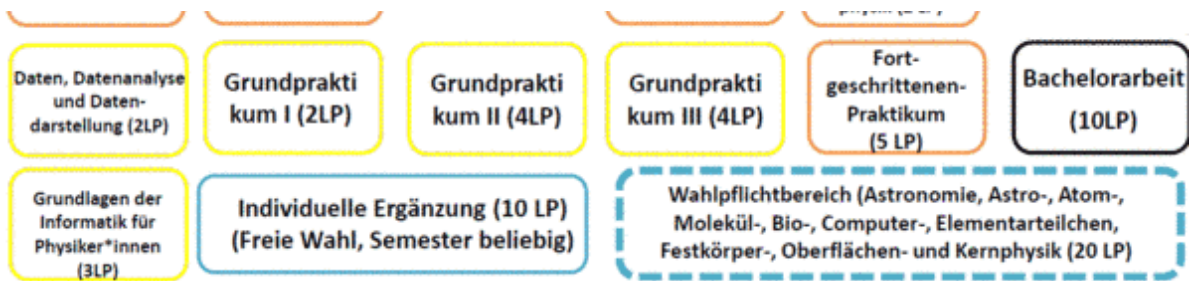 Daten, Datenanalyse
und Daten-
darstellung (2LP)
Grundprakti
kum I (2LP)
Grundprakti
kum II (4LP)
Grundprakti
kum III (4LP)
Fort-
geschrittenen-
Praktikum
(5 LP)
Bachelorarbeit
(10LP)
Grundlagen der
Informatik für
Physiker*innen
(3LP)
Individuelle Ergänzung (10 LP)
(Freie Wahl, Semester beliebig)
Wahlpflichtbereich (Astronomie, Astro-, Atom-,
Molekül-, Bio-, Computer-, Elementarteilchen,
Festkörper-, Oberflächen- und Kernphysik (20 LP)